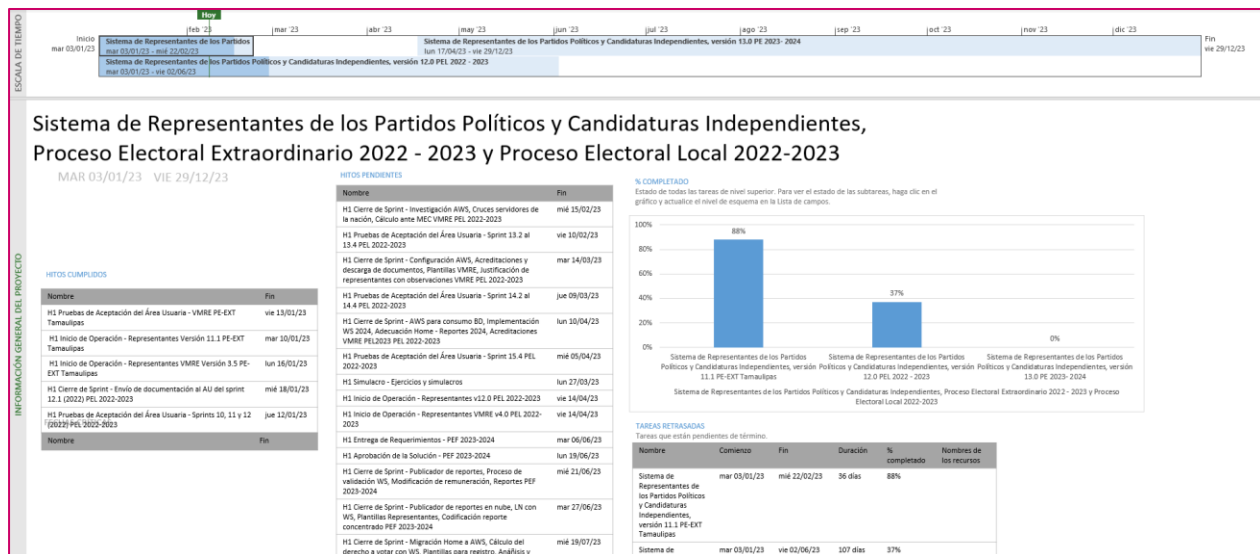 ESCALA DE TIEMPO
Hoy
feb '23 mar '23 abr '23 may '23 jun '23 jul '23 ago '23 sep '23 oct '23 nov '23 dic '23
Inicio
mar 03/01/23
Sistema de Representantes de los Partidos
mar 03/01/23 - mié 22/02/23
Sistema de Representantes de los Partidos Políticos y Candidaturas Independientes, versión 13.0 PE 2023- 2024
lun 17/04/23 - vie 29/12/23
Sistema de Representantes de los Partidos Políticos y Candidaturas Independientes, versión 12.0 PEL 2022 - 2023
mar 03/01/23 - vie 02/06/23
Fin
vie 29/12/23
INFORMACIÓN GENERAL DEL PROYECTO
Sistema de Representantes de los Partidos Políticos y Candidaturas Independientes,
Proceso Electoral Extraordinario 2022 - 2023 y Proceso Electoral Local 2022-2023
MAR 03/01/23 VIE 29/12/23
HITOS CUMPLIDOS
Nombre Fin
H1 Pruebas de Aceptación del Área Usuaria - VMRE PE-EXT vie 13/01/23
Tamaulipas
H1 Inicio de Operación - Representantes Versión 11.1 PE-EXT mar 10/01/23
Tamaulipas
H1 Inicio de Operación - Representantes VMRE Versión 3.5 PE- lun 16/01/23
EXT Tamaulipas
H1 Cierre de Sprint - Envío de documentación al AU del sprint mié 18/01/23
12.1 (2022) PEL 2022-2023
H1 Pruebas de Aceptación del Área Usuaria - Sprints 10, 11 y 12 jue 12/01/23
(2022) PEL 2022-2023
Nombre Fin
HITOS PENDIENTES
Nombre Fin
H1 Cierre de Sprint - Investigación AWS, Cruces servidores de mié 15/02/23
la nación, Cálculo ante MEC VMRE PEL 2022-2023
H1 Pruebas de Aceptación del Área Usuaria - Sprint 13.2 al vie 10/02/23
13.4 PEL 2022-2023
H1 Cierre de Sprint - Configuración AWS, Acreditaciones y mar 14/03/23
descarga de documentos, Plantillas VMRE, Justificación de
representantes con observaciones VMRE PEL 2022-2023
H1 Pruebas de Aceptación del Área Usuaria - Sprint 14.2 al jue 09/03/23
14.4 PEL 2022-2023
H1 Cierre de Sprint - AWS para consumo BD, Implementación lun 10/04/23
WS 2024, Adecuación Home - Reportes 2024, Acreditaciones
VMRE PEL2023 PEL 2022-2023
H1 Pruebas de Aceptación del Área Usuaria - Sprint 15.4 PEL mié 05/04/23
2022-2023
H1 Simulacro - Ejercicios y simulacros lun 27/03/23
H1 Inicio de Operación - Representantes v12.0 PEL 2022-2023 vie 14/04/23
H1 Inicio de Operación - Representantes VMRE v4.0 PEL 2022- vie 14/04/23
2023
H1 Entrega de Requerimientos - PEF 2023-2024 mar 06/06/23
H1 Aprobación de la Solución - PEF 2023-2024 lun 19/06/23
H1 Cierre de Sprint - Publicador de reportes, Proceso de mié 21/06/23
validación WS, Modificación de remuneración, Reportes PEF
2023-2024
H1 Cierre de Sprint - Publicador de reportes en nube, LN con mar 27/06/23
WS, Plantillas Representantes, Codificación reporte
concentrado PEF 2023-2024
H1 Cierre de Sprint - Migración Home a AWS, Cálculo del mié 19/07/23
derecho a votar con WS, Plantillas para registro, Análisis y
% COMPLETADO
Estado de todas las tareas de nivel superior. Para ver el estado de las subtareas, haga clic en el
gráfico y actualice el nivel de esquema en la Lista de campos.
100%
80%
60%
40%
20%
0%
88%
37%
0%
Sistema de Representantes de los Partidos
Políticos y Candidaturas Independientes, versión
11.1 PE-EXT Tamaulipas
Sistema de Representantes de los Partidos
Políticos y Candidaturas Independientes, versión
12.0 PEL 2022 - 2023
Sistema de Representantes de los Partidos
Políticos y Candidaturas Independientes, versión
13.0 PE 2023- 2024
Sistema de Representantes de los Partidos Políticos y Candidaturas Independientes, Proceso Electoral Extraordinario 2022 - 2023 y Proceso
Electoral Local 2022-2023
TAREAS RETRASADAS
Tareas que están pendientes de término.
Nombre Comienzo Fin Duración % completado Nombres de los recursos
Sistema de mar 03/01/23 mié 22/02/23 36 días 88%
Representantes de
los Partidos Políticos
y Candidaturas
Independientes,
versión 11.1 PE-EXT
Tamaulipas
Sistema de mar 03/01/23 vie 02/06/23 107 días 37%